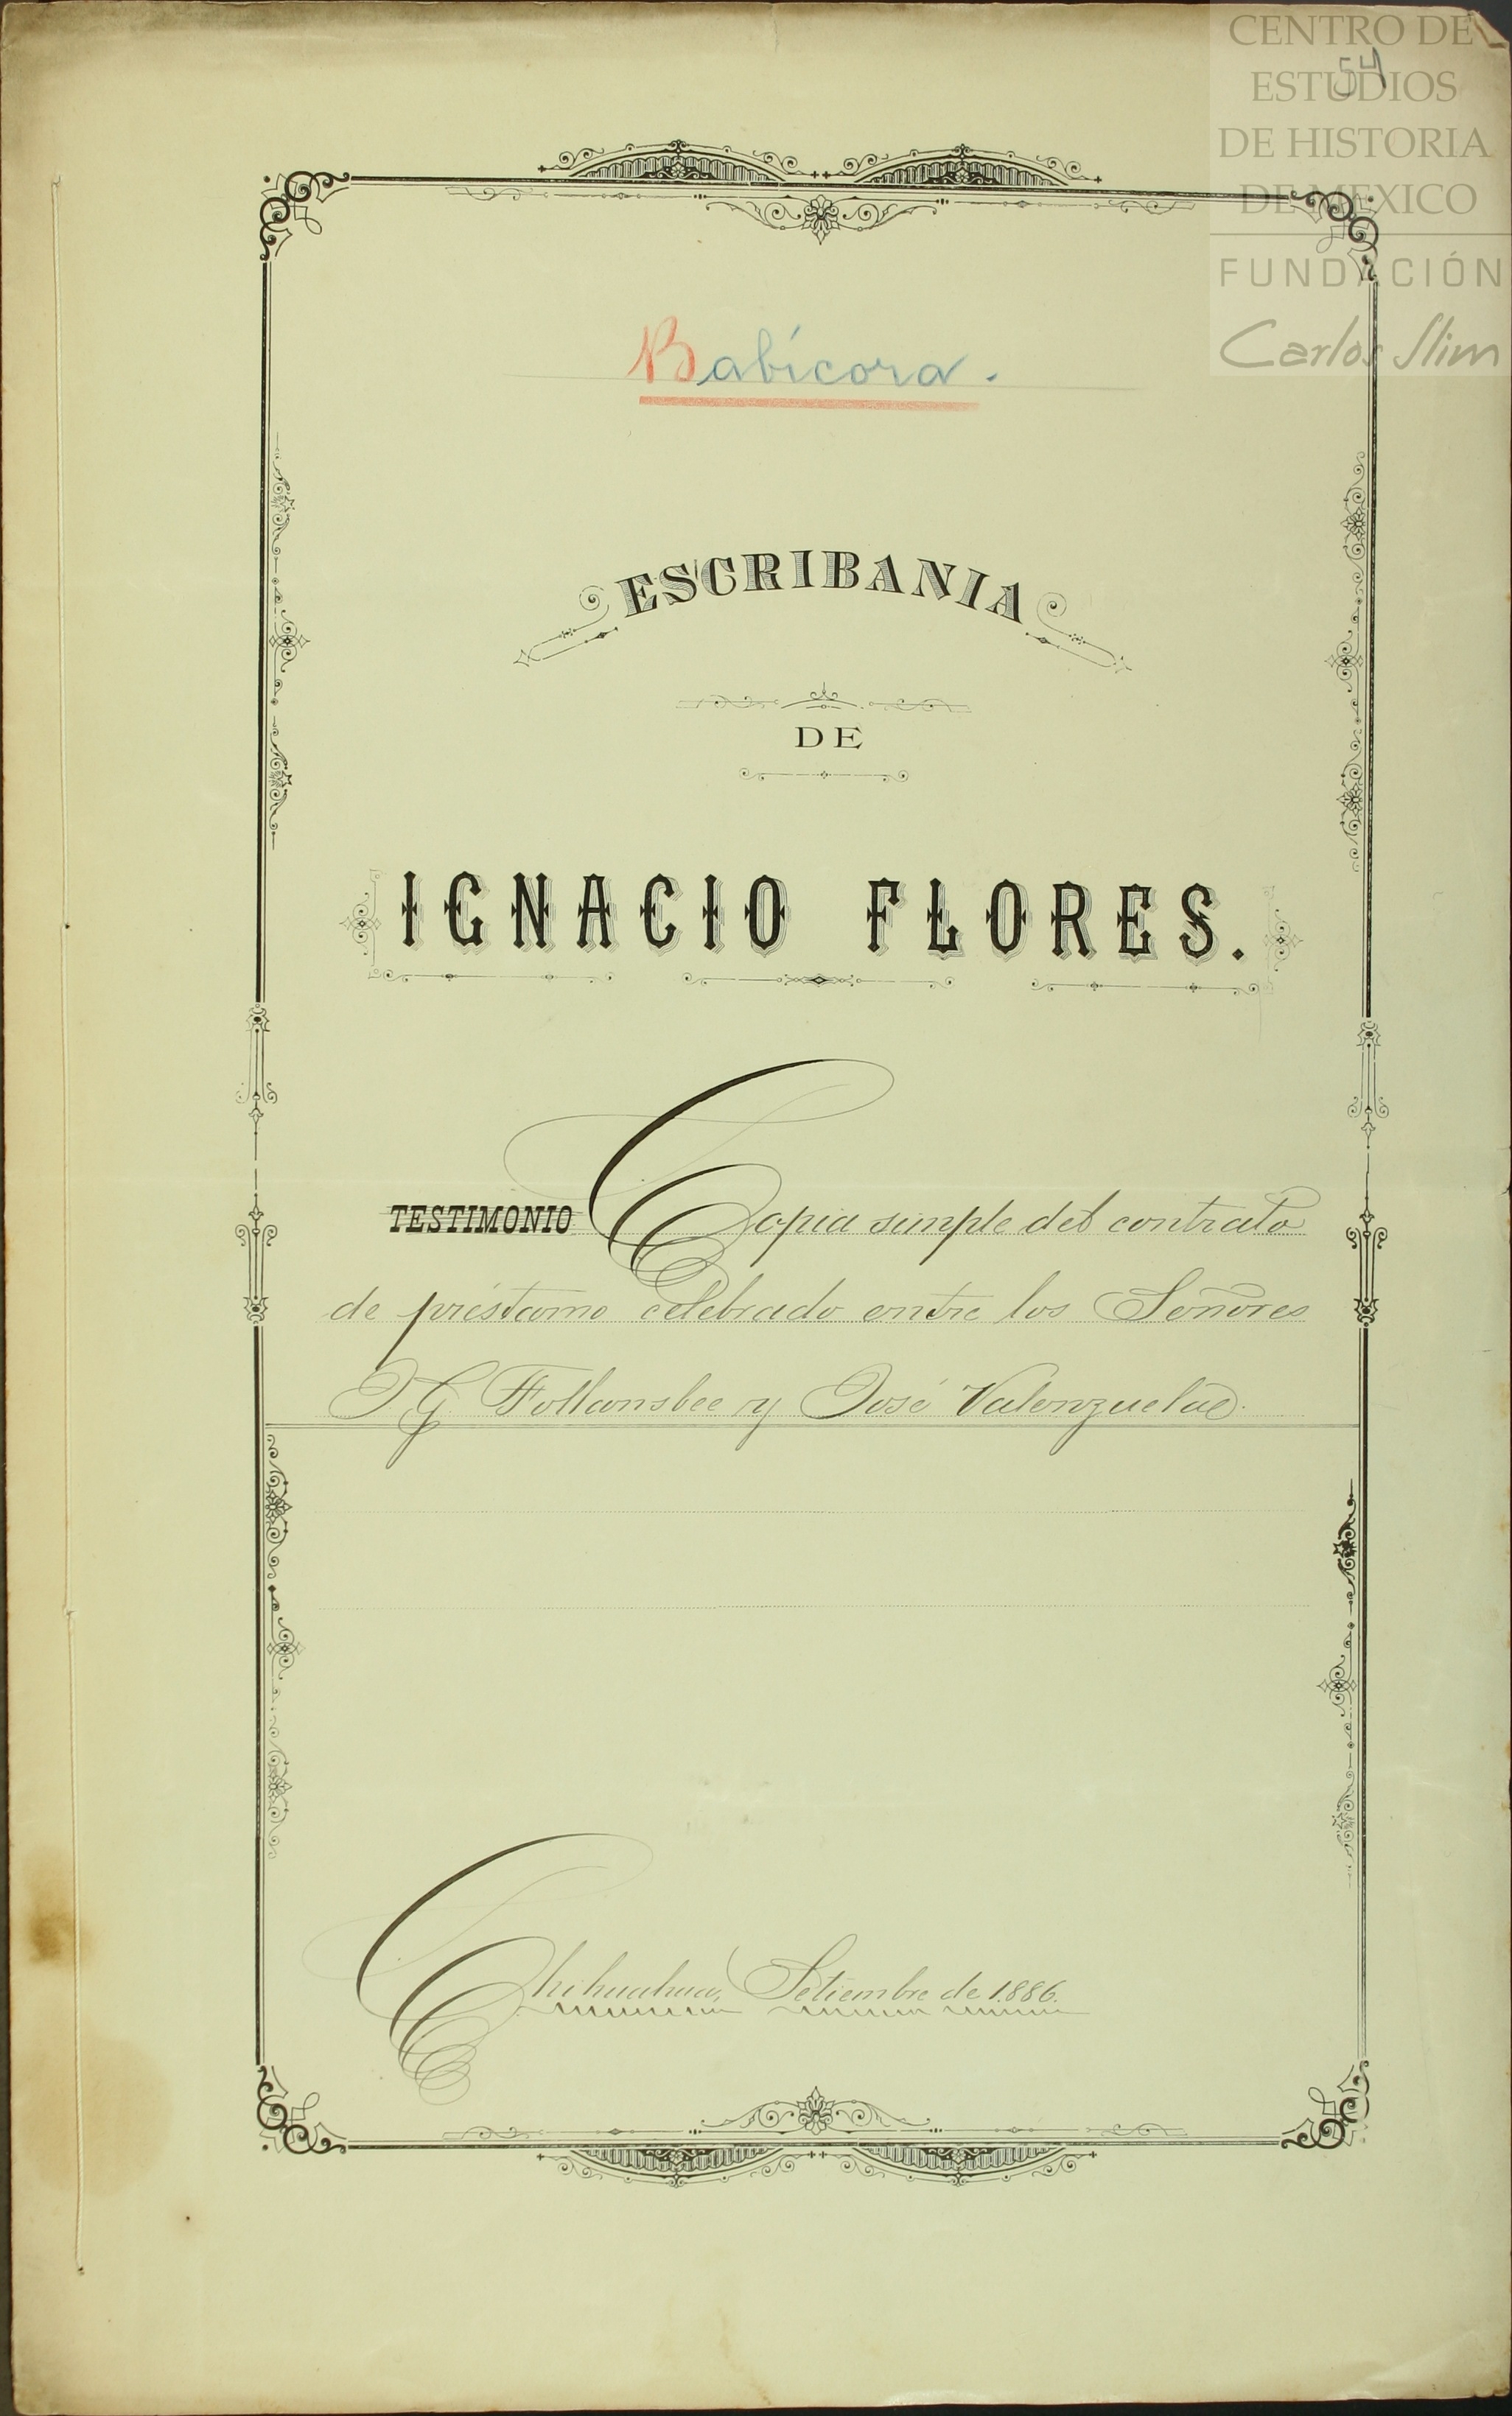 CENTRO DE
ESTUDIOS
DE HISTORIA
DE MEXICO
FUNDACIÓN
Carlos Slim
54
Babícora.
ESCRIBANIA
DE
IGNACIO FLORES.
TESTIMONIO Copia simple del contrato
de préstamo celebrado entre los Señores
J G Follansbee y José Valenzuela.
Chihuahua, Setiembre de 1886.